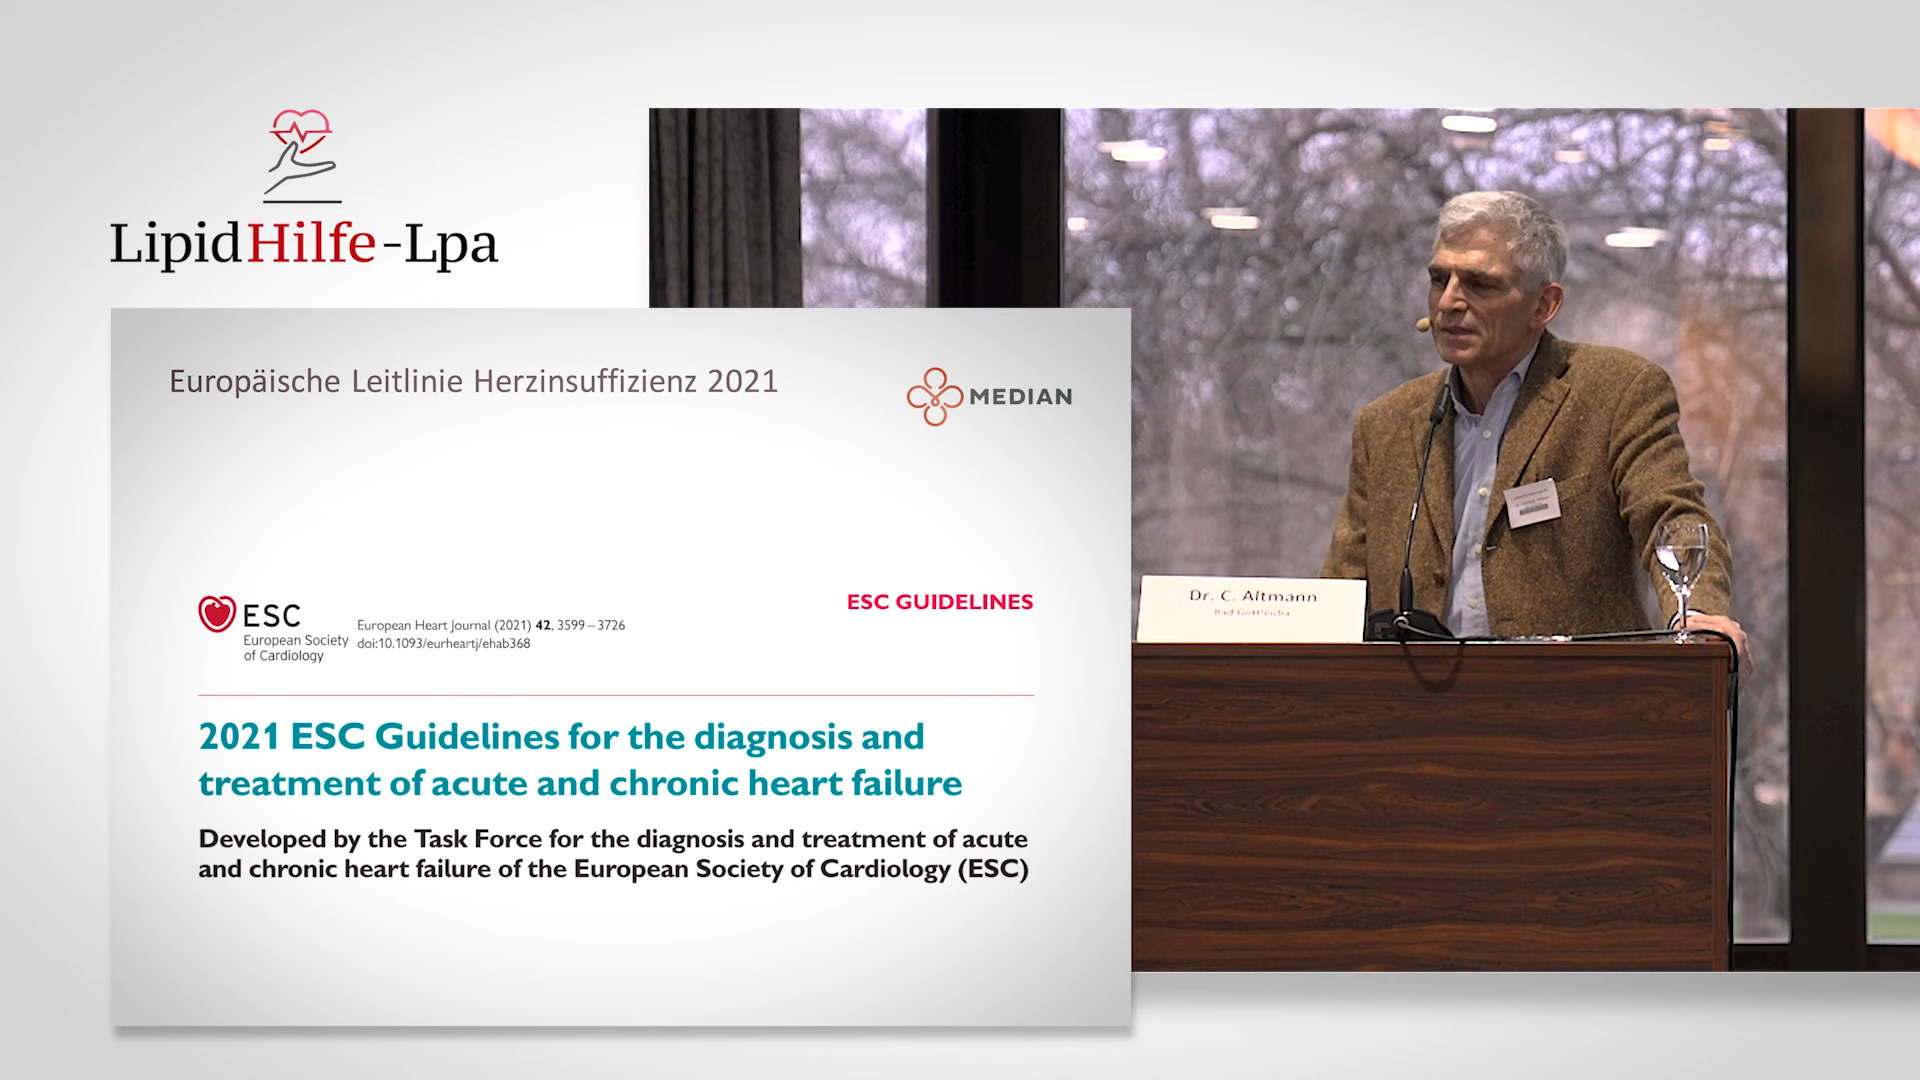 LipidHilfe-Lpa
Europäische Leitlinie Herzinsuffizienz 2021
MEDIAN
ESC
European Society
of Cardiology
European Heart Journal (2021) 42, 3599–3726
doi:10.1093/eurheartj/ehab368
ESC GUIDELINES
2021 ESC Guidelines for the diagnosis and
treatment of acute and chronic heart failure
Developed by the Task Force for the diagnosis and treatment of acute
and chronic heart failure of the European Society of Cardiology (ESC)
Dr. C. Altmann
Bad Gottleuba